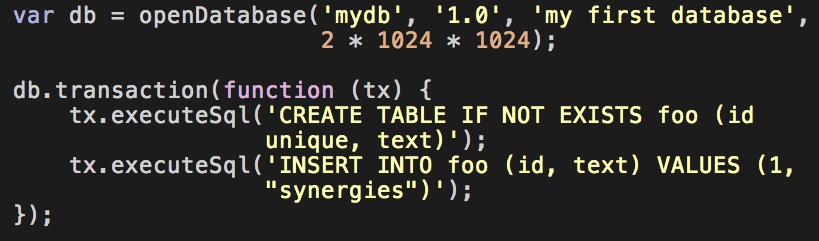 var db = openDatabase('mydb', '1.0', 'my first database',
                      2 * 1024 * 1024);

db.transaction(function (tx) {
    tx.executeSql('CREATE TABLE IF NOT EXISTS foo (id
                  unique, text)');
    tx.executeSql('INSERT INTO foo (id, text) VALUES (1,
                  "synergies")');
});